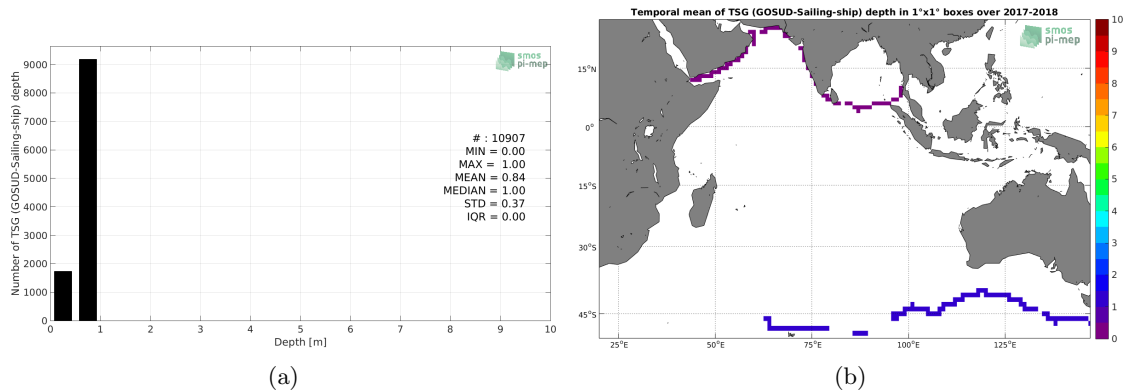 smos
pi-mep
Number of TSG (GOSUD-Sailing-ship) depth
9000
8000
7000
6000
5000
4000
3000
2000
1000
0
# : 10907
MIN = 0.00
MAX = 1.00
MEAN = 0.84
MEDIAN = 1.00
STD = 0.37
IQR = 0.00
0 1 2 3 4 5 6 7 8 9 10
Depth [m]
(a)
Temporal mean of TSG (GOSUD-Sailing-ship) depth in 1°x1° boxes over 2017-2018
smos
pi-mep
15°N
0°
15°S
30°S
45°S
25°E 50°E 75°E 100°E 125°E
10
9
8
7
6
5
4
3
2
1
0
(b)